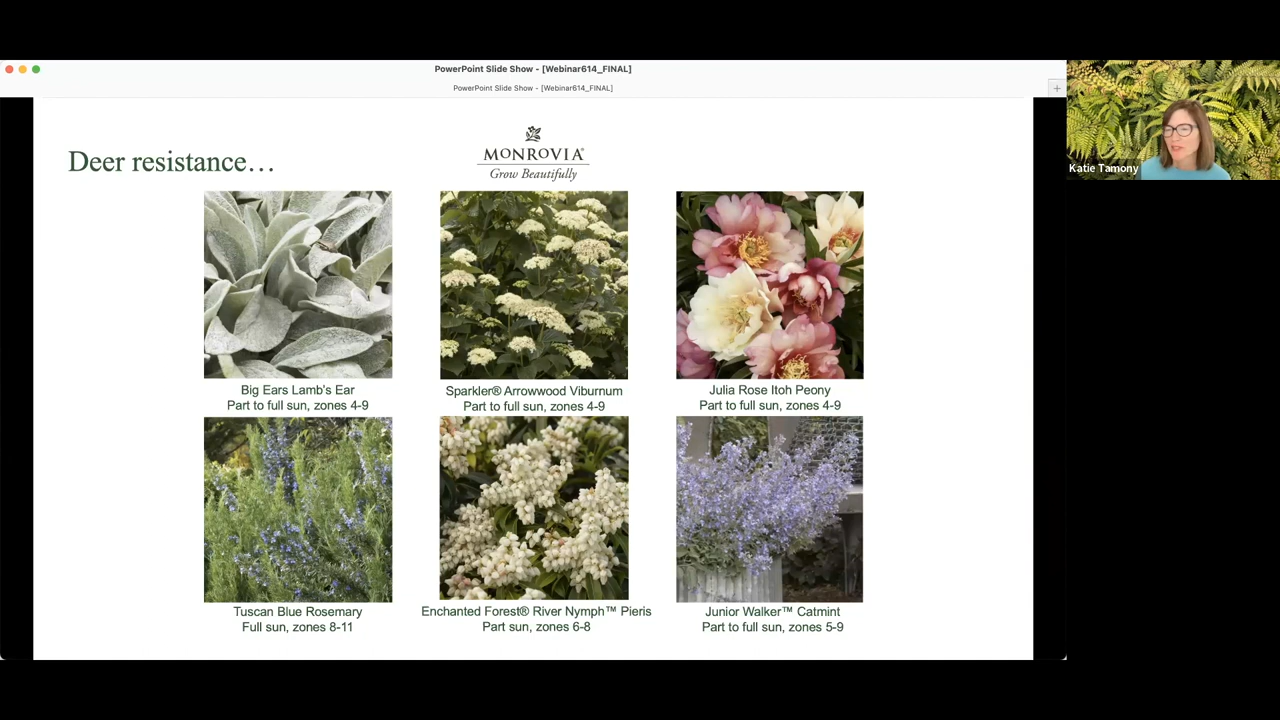 PowerPoint Slide Show - [Webinar614_FINAL]
PowerPoint Slide Show - [Webinar614_FINAL]
Katie Tamony
Deer resistance…
MONROVIA®
Grow Beautifully
Big Ears Lamb's Ear
Part to full sun, zones 4-9
Sparkler® Arrowwood Viburnum
Part to full sun, zones 4-9
Julia Rose Itoh Peony
Part to full sun, zones 4-9
Tuscan Blue Rosemary
Full sun, zones 8-11
Enchanted Forest® River Nymph™ Pieris
Part sun, zones 6-8
Junior Walker™ Catmint
Part to full sun, zones 5-9